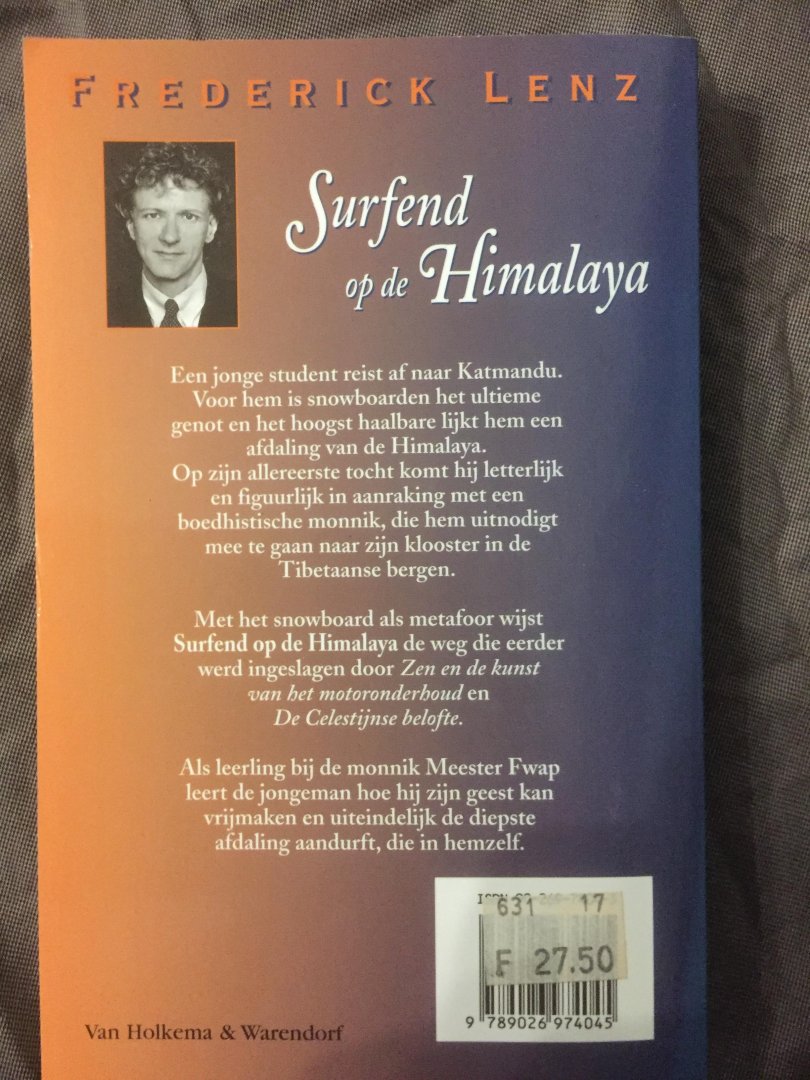 FREDERICK LENZ
Surfend
op de Himalaya
Een jonge student reist af naar Katmandu.
Voor hem is snowboarden het ultieme
genot en het hoogst haalbare lijkt hem een
afdaling van de Himalaya.
Op zijn allereerste tocht komt hij letterlijk
en figuurlijk in aanraking met een
boedhistische monnik, die hem uitnodigt
mee te gaan naar zijn klooster in de
Tibetaanse bergen.
Met het snowboard als metafoor wijst
Surfend op de Himalaya de weg die eerder
werd ingeslagen door Zen en de kunst
van het motoronderhoud en
De Celestijnse belofte.
Als leerling bij de monnik Meester Fwap
leert de jongeman hoe hij zijn geest kan
vrijmaken en uiteindelijk de diepste
afdaling aandurft, die in hemzelf.
ISBN
631 17
F 27.50
9 789026 974045
Van Holkema & Warendorf